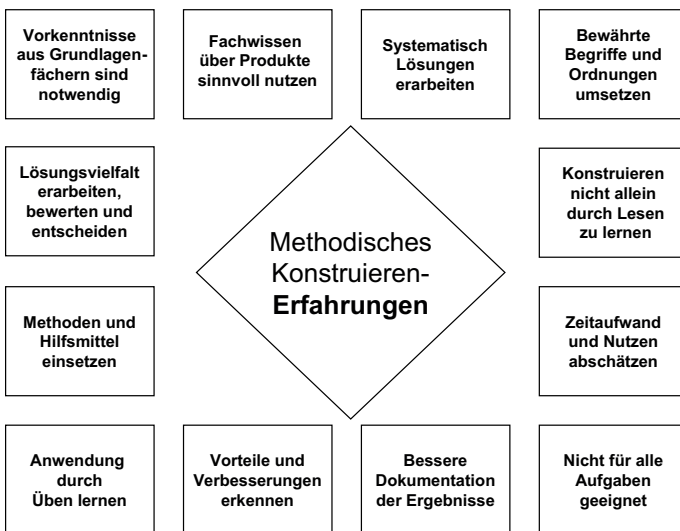 Vorkenntnisse
aus Grundlagen-
fächern sind
notwendig
Fachwissen
über Produkte
sinnvoll nutzen
Systematisch
Lösungen
erarbeiten
Bewährte
Begriffe und
Ordnungen
umsetzen
Lösungsvielfalt
erarbeiten,
bewerten und
entscheiden
Methodisches
Konstruieren-
Erfahrungen
Konstruieren
nicht allein
durch Lesen
zu lernen
Methoden und
Hilfsmittel
einsetzen
Zeitaufwand
und Nutzen
abschätzen
Anwendung
durch
Üben lernen
Vorteile und
Verbesserungen
erkennen
Bessere
Dokumentation
der Ergebnisse
Nicht für alle
Aufgaben
geeignet